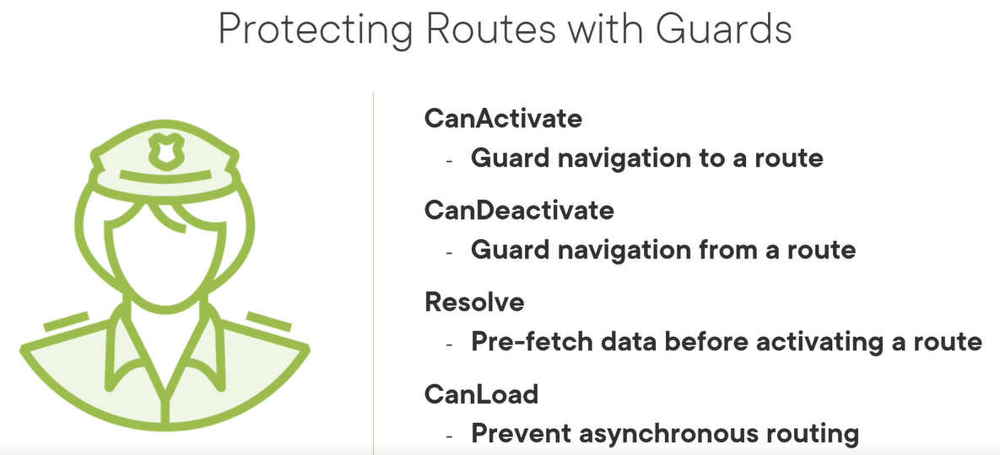 Protecting Routes with Guards
CanActivate
- Guard navigation to a route
CanDeactivate
- Guard navigation from a route
Resolve
- Pre-fetch data before activating a route
CanLoad
- Prevent asynchronous routing